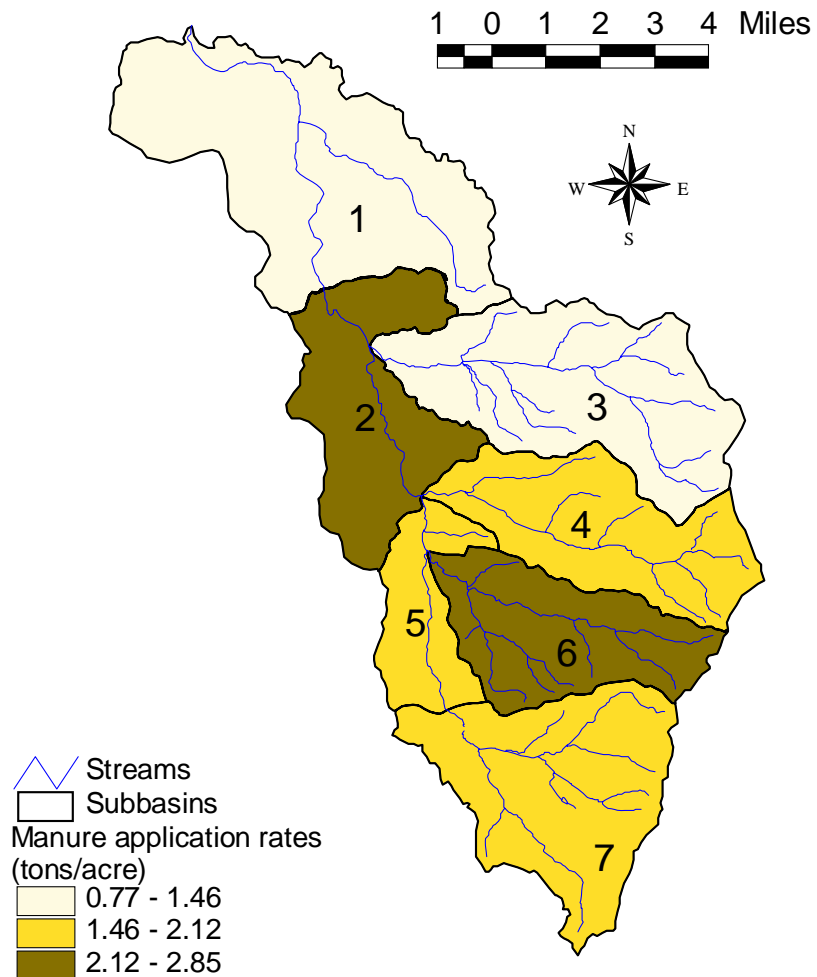 1 0 1 2 3 4 Miles
N
W E
S
1
2
3
4
5
6
7
Streams
Subbasins
Manure application rates
(tons/acre)
0.77 - 1.46
1.46 - 2.12
2.12 - 2.85